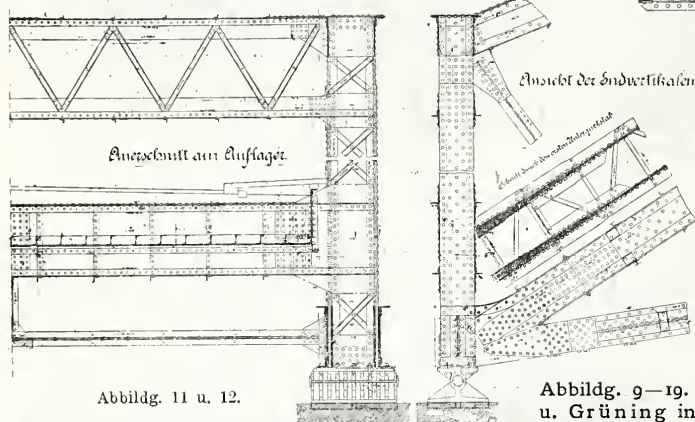 Ansicht der Endvertikalen
Querschnitt am Auflager.
Abbildg. 11 u. 12.
Abbildg. 9—19.
u. Grüning in